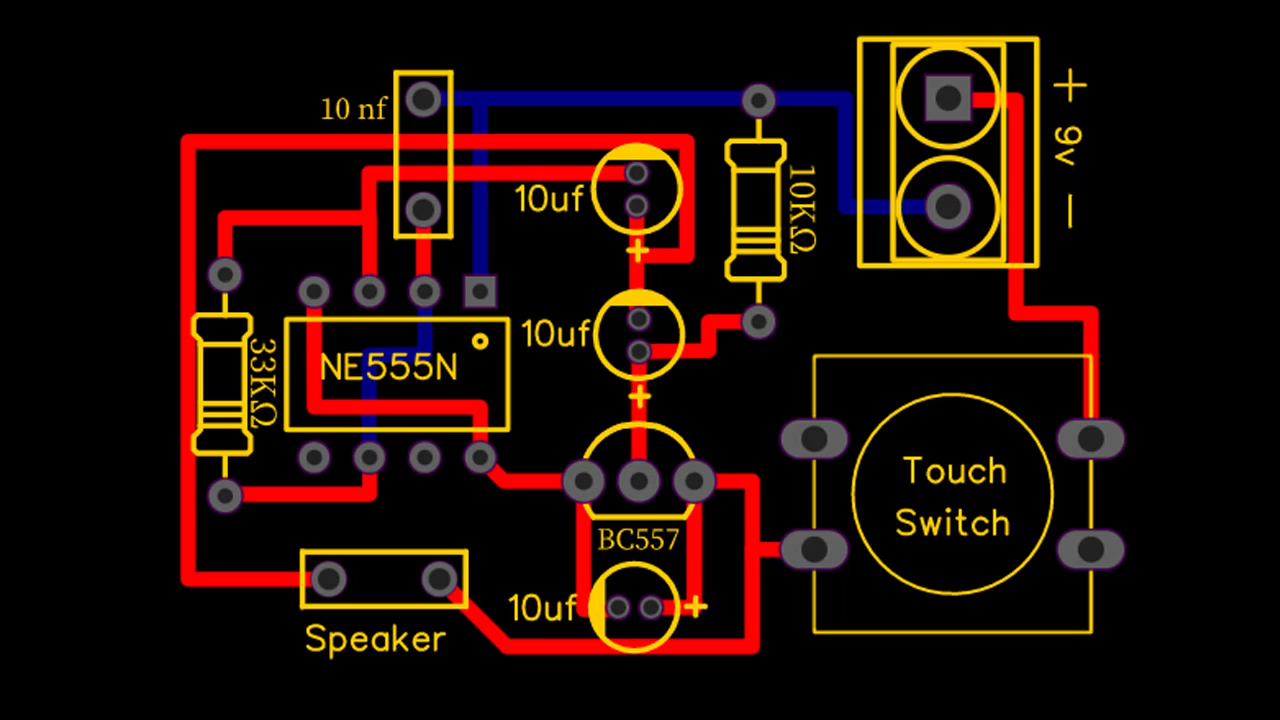 10 nf
+ 9v −
10uf
10KΩ
+
10uf
33KΩ
NE555N
+
Touch
Switch
BC557
10uf
+
Speaker